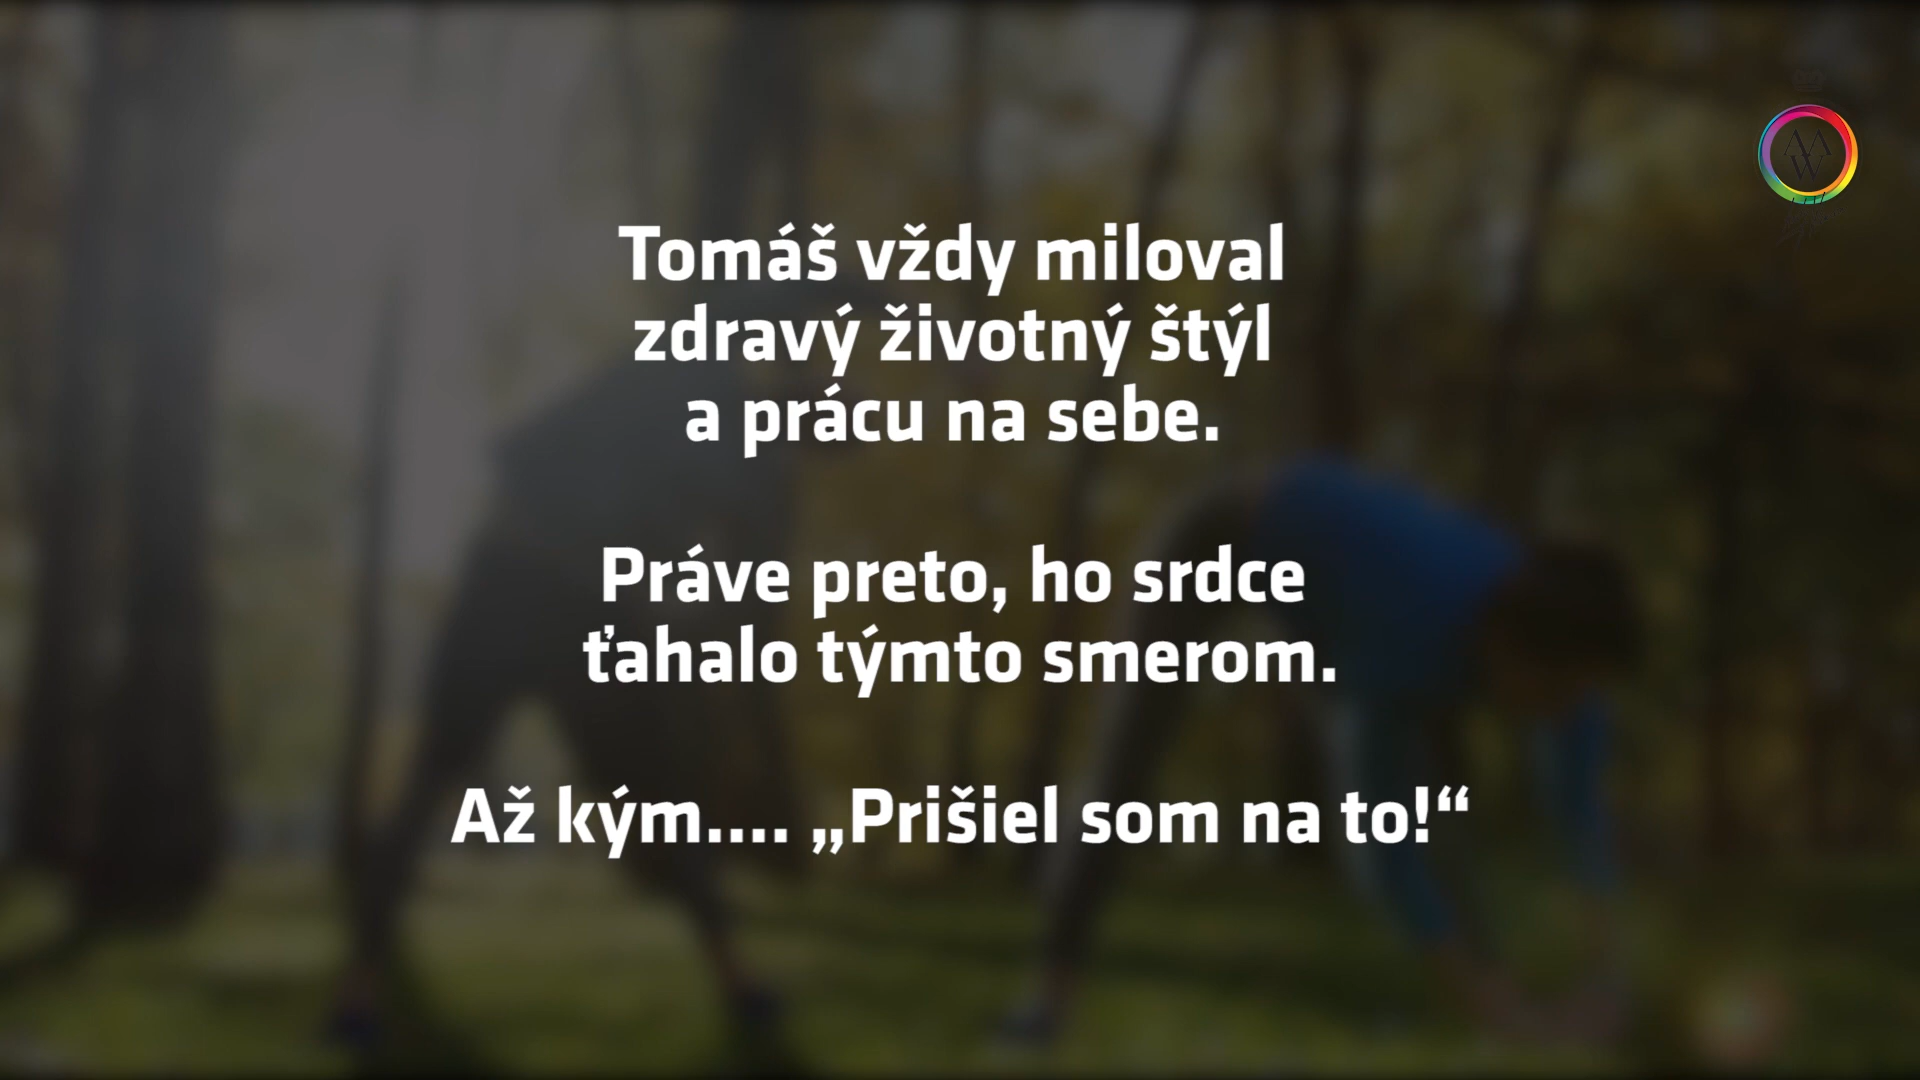 Tomáš vždy miloval
zdravý životný štýl
a prácu na sebe.
Práve preto, ho srdce
ťahalo týmto smerom.
Až kým.... „Prišiel som na to!“